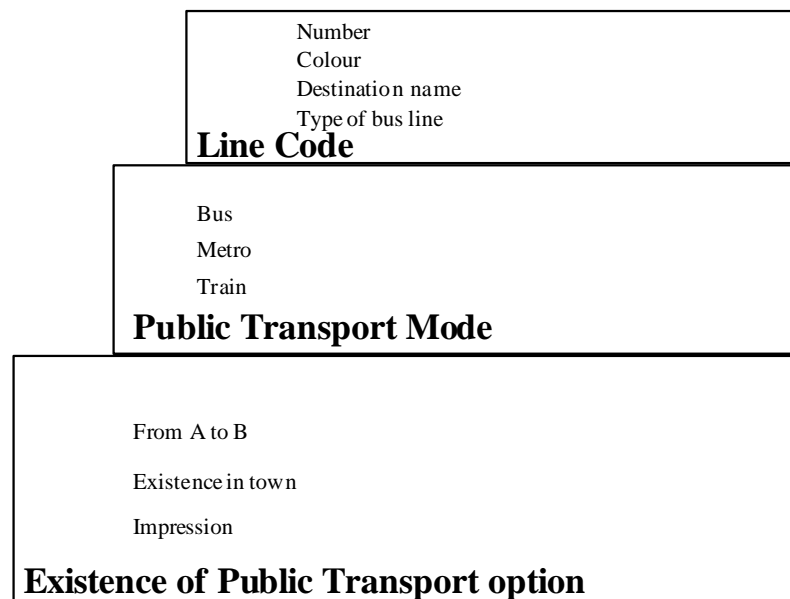 Number
Colour
Destination name
Type of bus line
Line Code
Bus
Metro
Train
Public Transport Mode
From A to B
Existence in town
Impression
Existence of Public Transport option